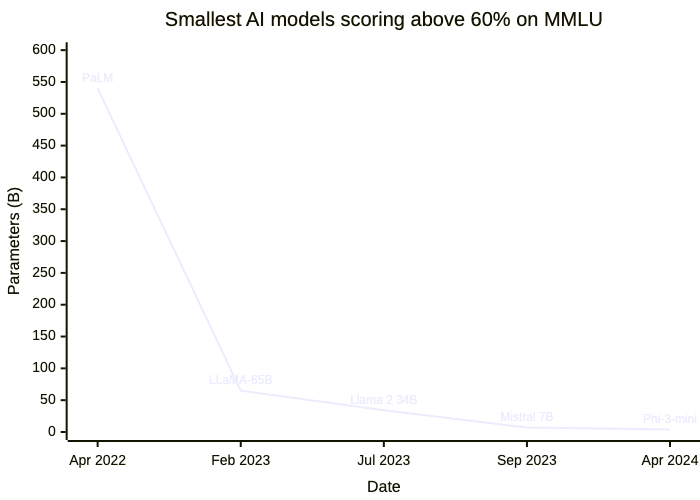 Smallest AI models scoring above 60% on MMLU
600
550
500
450
400
350
300
250
200
150
100
50
0
Parameters (B)
PaLM
LLaMA-65B
Llama 2 34B
Mistral 7B
Phi-3-mini
Apr 2022
Feb 2023
Jul 2023
Sep 2023
Apr 2024
Date